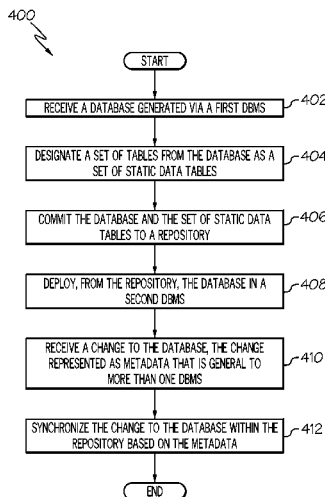 400
START
RECEIVE A DATABASE GENERATED VIA A FIRST DBMS
402
DESIGNATE A SET OF TABLES FROM THE DATABASE AS A
SET OF STATIC DATA TABLES
404
COMMIT THE DATABASE AND THE SET OF STATIC DATA
TABLES TO A REPOSITORY
406
DEPLOY, FROM THE REPOSITORY, THE DATABASE IN A
SECOND DBMS
408
RECEIVE A CHANGE TO THE DATABASE, THE CHANGE
REPRESENTED AS METADATA THAT IS GENERAL TO
MORE THAN ONE DBMS
410
SYNCHRONIZE THE CHANGE TO THE DATABASE WITHIN THE
REPOSITORY BASED ON THE METADATA
412
END